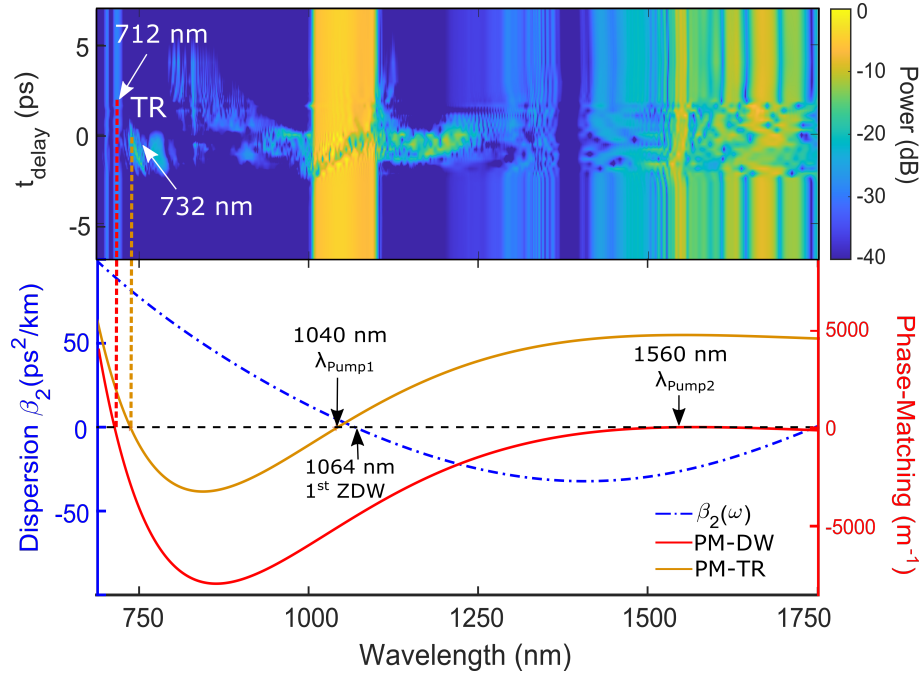 712 nm
TR
732 nm
t_delay (ps)
5
0
-5
0
-10
-20
-30
-40
Power (dB)
Dispersion β₂(ps²/km)
50
0
-50
1040 nm
λ_Pump1
1560 nm
λ_Pump2
1064 nm
1ˢᵗ ZDW
β₂(ω)
PM-DW
PM-TR
5000
0
-5000
Phase-Matching (m⁻¹)
750
1000
1250
1500
1750
Wavelength (nm)